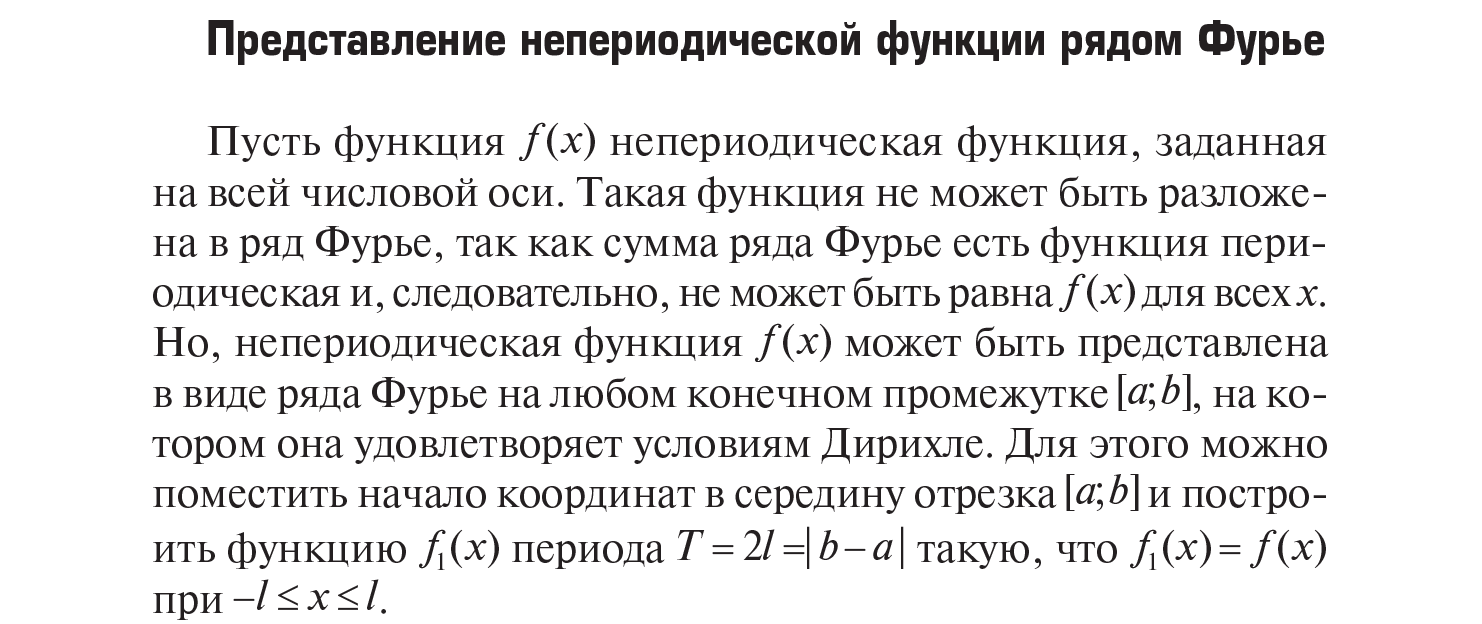 Представление непериодической функции рядом Фурье
Пусть функция f(x) непериодическая функция, заданная
на всей числовой оси. Такая функция не может быть разложе-
на в ряд Фурье, так как сумма ряда Фурье есть функция пери-
одическая и, следовательно, не может быть равна f(x) для всех x.
Но, непериодическая функция f(x) может быть представлена
в виде ряда Фурье на любом конечном промежутке [a;b], на ко-
тором она удовлетворяет условиям Дирихле. Для этого можно
поместить начало координат в середину отрезка [a;b] и постро-
ить функцию f₁(x) периода T = 2l =|b – a| такую, что f₁(x) = f(x)
при –l ≤ x ≤ l.